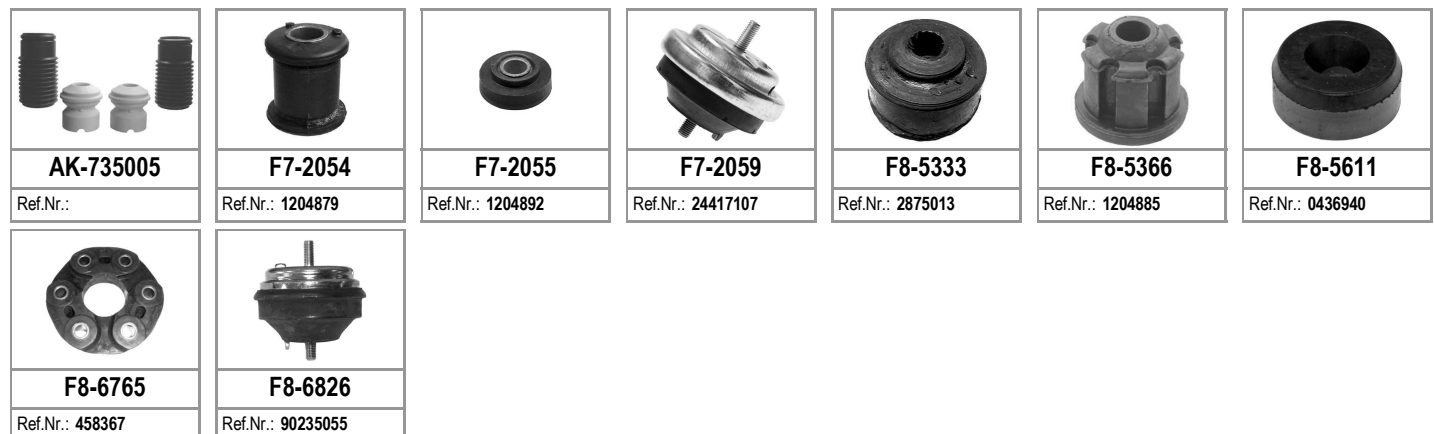 AK-735005
Ref.Nr.:
F7-2054
Ref.Nr.: 1204879
F7-2055
Ref.Nr.: 1204892
F7-2059
Ref.Nr.: 24417107
F8-5333
Ref.Nr.: 2875013
F8-5366
Ref.Nr.: 1204885
F8-5611
Ref.Nr.: 0436940
F8-6765
Ref.Nr.: 458367
F8-6826
Ref.Nr.: 90235055